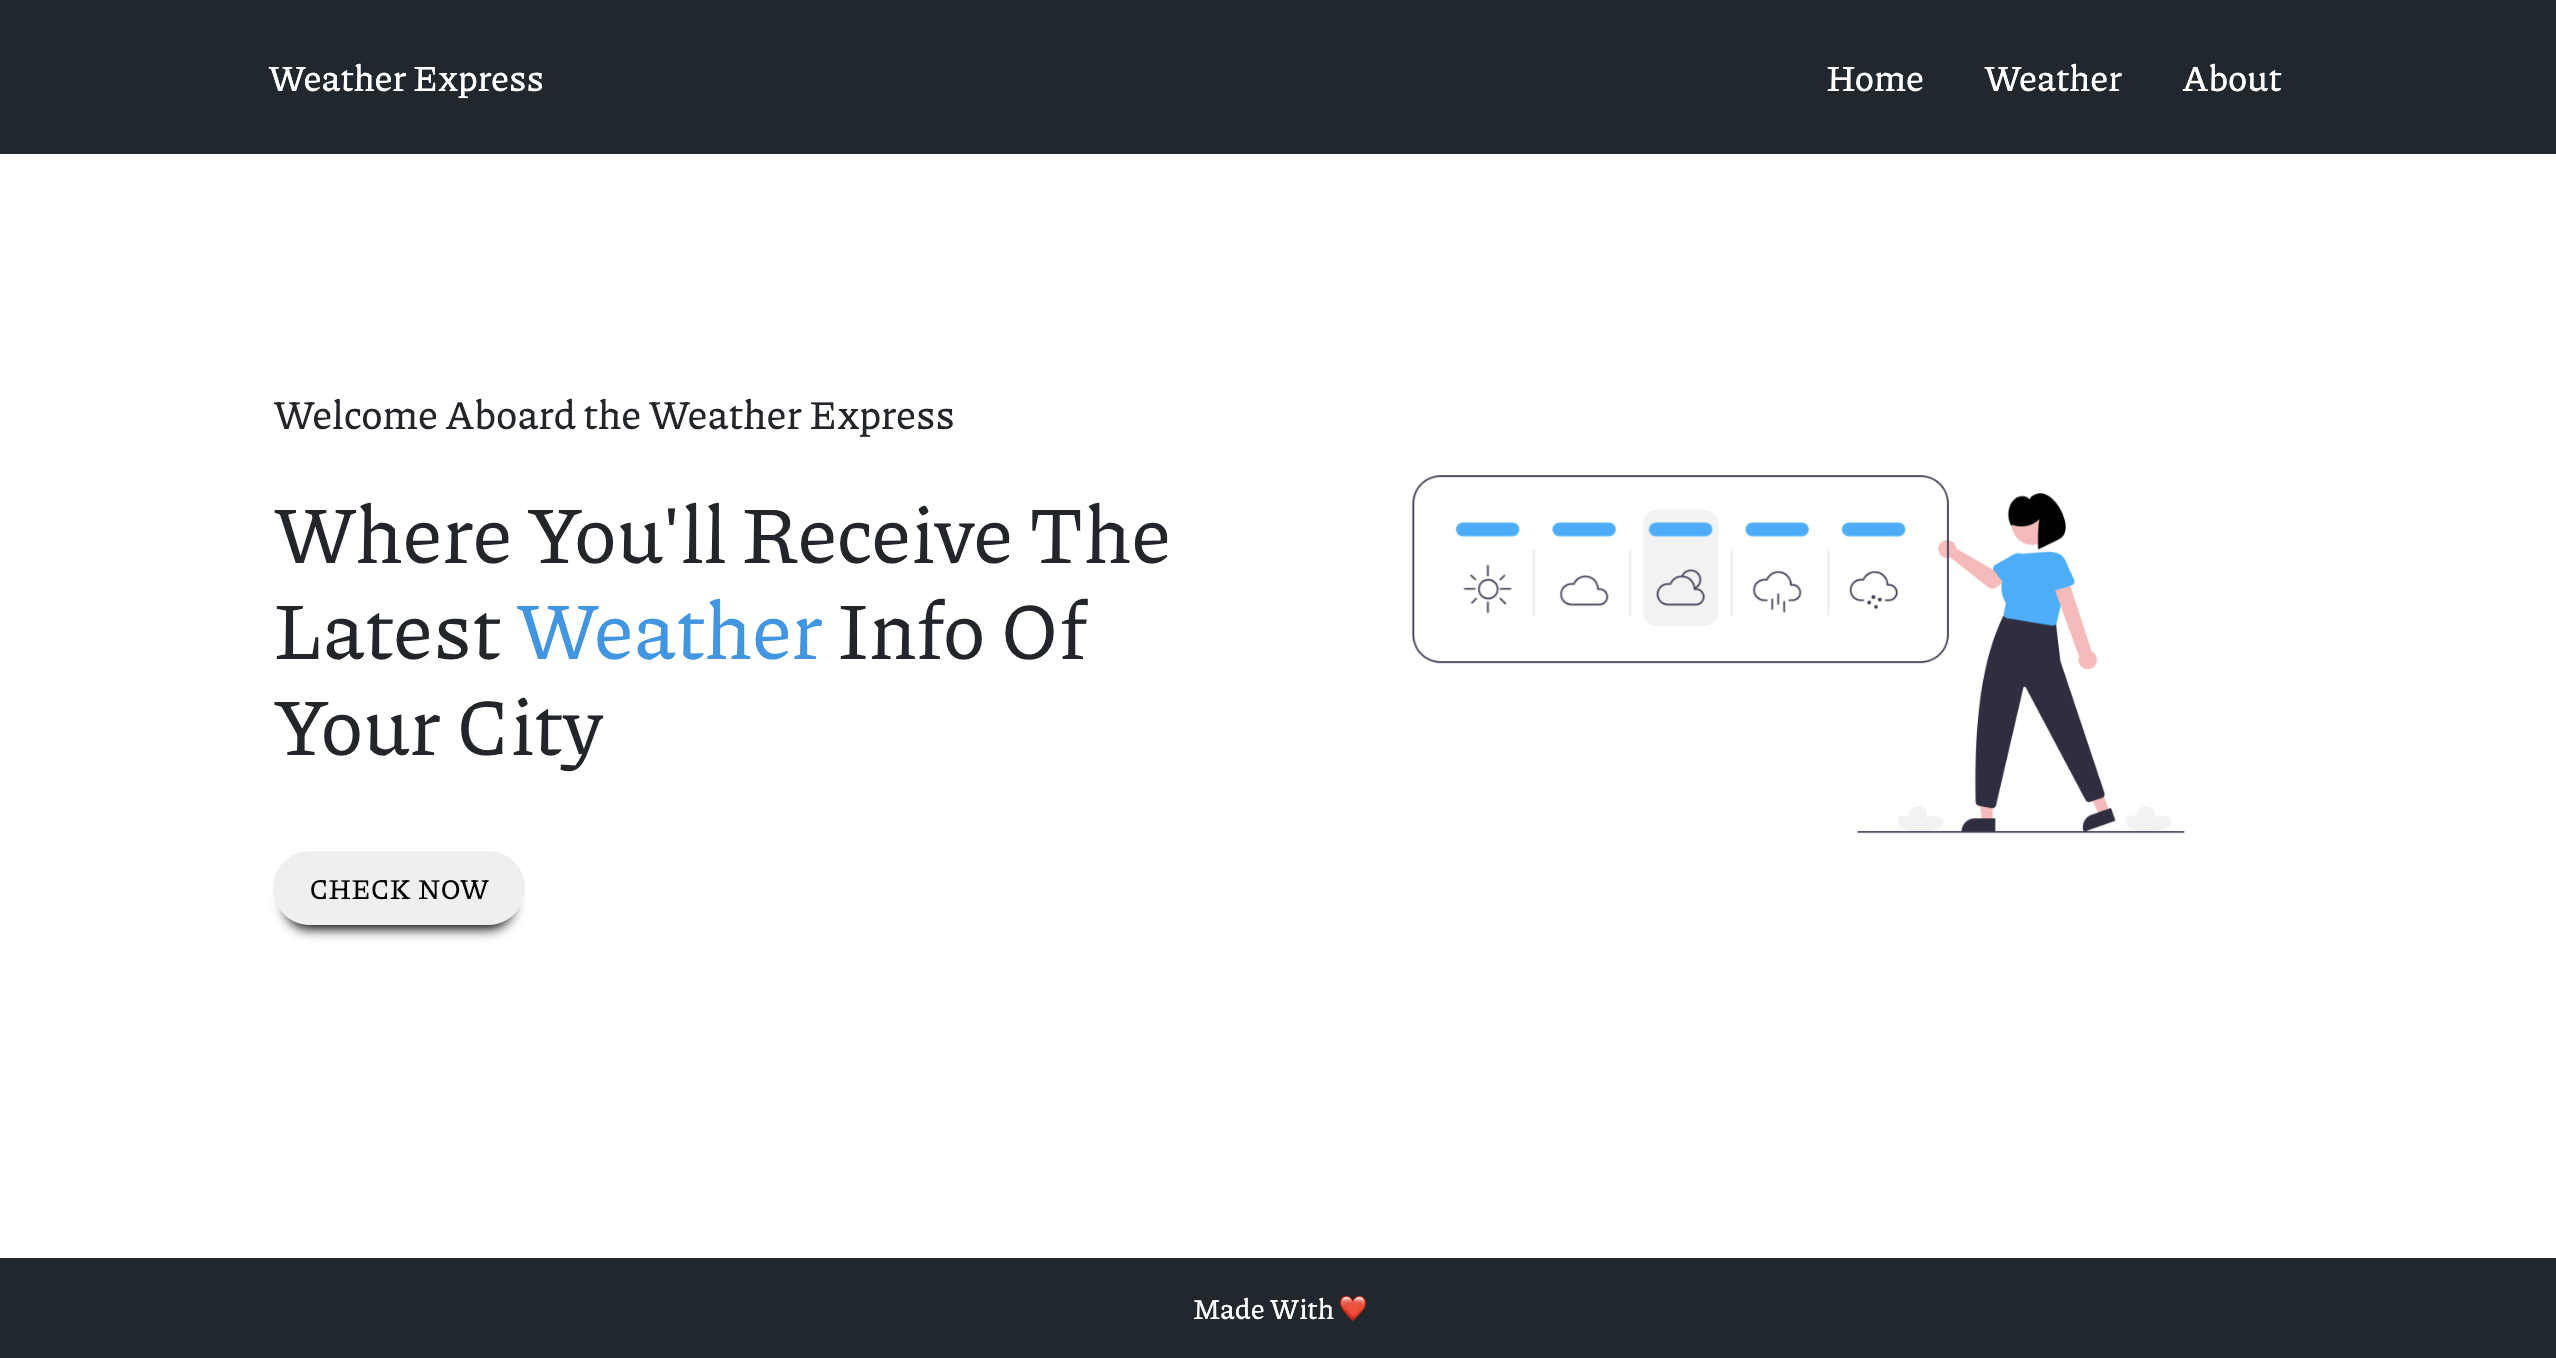 Weather Express
Home Weather About
Welcome Aboard the Weather Express
Where You'll Receive The
Latest Weather Info Of
Your City
CHECK NOW
Made With ❤️